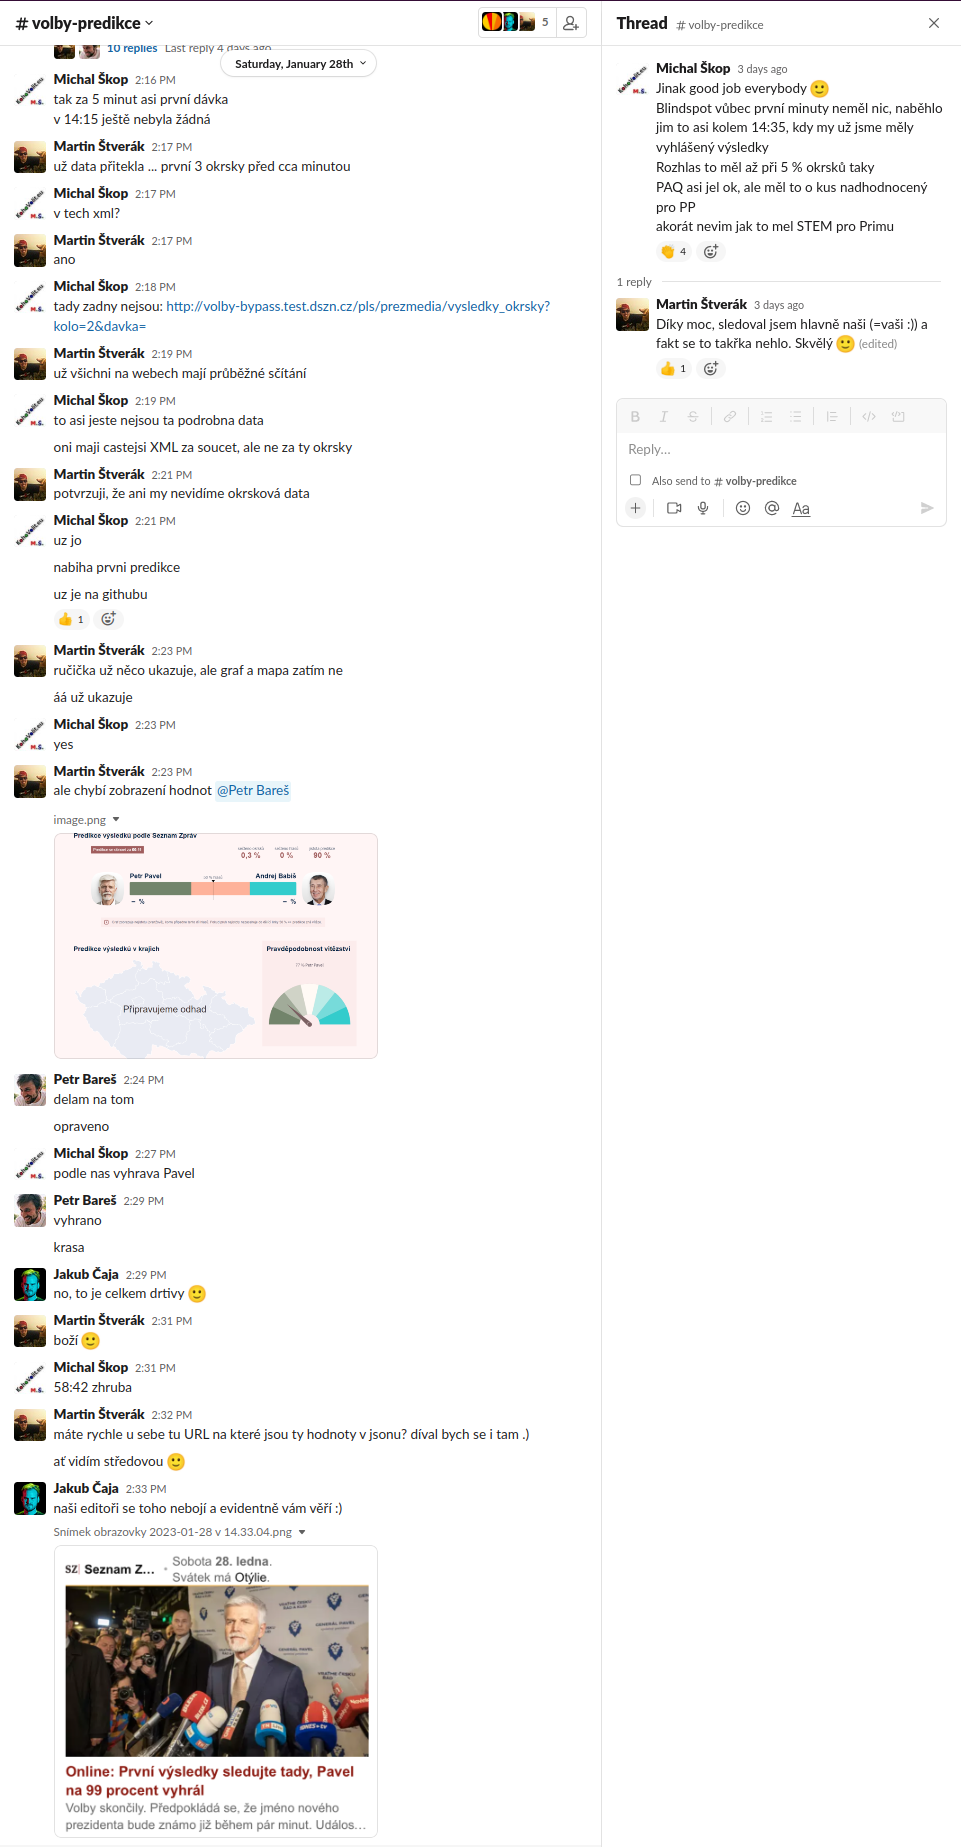 # volby-predikce
5
10 replies Last reply 4 days ago
Saturday, January 28th
Michal Škop 2:16 PM
tak za 5 minut asi první dávka
v 14:15 ještě nebyla žádná
Martin Štverák 2:17 PM
už data přitekla ... první 3 okrsky před cca minutou
Michal Škop 2:17 PM
v tech xml?
Martin Štverák 2:17 PM
ano
Michal Škop 2:18 PM
tady zadny nejsou: http://volby-bypass.test.dszn.cz/pls/prezmedia/vysledky_okrsky?
kolo=2&davka=
Martin Štverák 2:19 PM
už všichni na webech mají průběžné sčítání
Michal Škop 2:19 PM
to asi jeste nejsou ta podrobna data
oni maji castejsi XML za soucet, ale ne za ty okrsky
Martin Štverák 2:21 PM
potvrzuji, že ani my nevidíme okrsková data
Michal Škop 2:21 PM
uz jo
nabiha prvni predikce
uz je na githubu
1
Martin Štverák 2:23 PM
ručička už něco ukazuje, ale graf a mapa zatím ne
áá už ukazuje
Michal Škop 2:23 PM
yes
Martin Štverák 2:23 PM
ale chybí zobrazení hodnot @Petr Bareš
image.png
Predikce výsledků podle Seznam Zpráv
0,3 % 0 % 90 %
Petr Pavel Andrej Babiš
– % – %
Predikce výsledků v krajích
Připravujeme odhad
Pravděpodobnost vítězství
77 % Petr Pavel
Petr Bareš 2:24 PM
delam na tom
opraveno
Michal Škop 2:27 PM
podle nas vyhrava Pavel
Petr Bareš 2:29 PM
vyhrano
krasa
Jakub Čaja 2:29 PM
no, to je celkem drtivy 🙂
Martin Štverák 2:31 PM
boží 🙂
Michal Škop 2:31 PM
58:42 zhruba
Martin Štverák 2:32 PM
máte rychle u sebe tu URL na které jsou ty hodnoty v jsonu? díval bych se i tam .)
ať vidím středovou 🙂
Jakub Čaja 2:33 PM
naši editoři se toho nebojí a evidentně vám věří :)
Snímek obrazovky 2023-01-28 v 14.33.04.png
SZ Seznam Z... • Sobota 28. ledna.
Svátek má Otýlie.
GENERÁL PAVEL
Online: První výsledky sledujte tady, Pavel
na 99 procent vyhrál
Volby skončily. Předpokládá se, že jméno nového
prezidenta bude známo již během pár minut. Událos...
Thread # volby-predikce
Michal Škop 3 days ago
Jinak good job everybody 🙂
Blindspot vůbec první minuty neměl nic, naběhlo
jim to asi kolem 14:35, kdy my už jsme měly
vyhlášený výsledky
Rozhlas to měl až při 5 % okrsků taky
PAQ asi jel ok, ale měl to o kus nadhodnocený
pro PP
akorát nevim jak to mel STEM pro Primu
4
1 reply
Martin Štverák 3 days ago
Díky moc, sledoval jsem hlavně naši (=vaši :)) a
fakt se to takřka nehlo. Skvělý 🙂 (edited)
1
B I S
Reply...
Also send to # volby-predikce
Aa